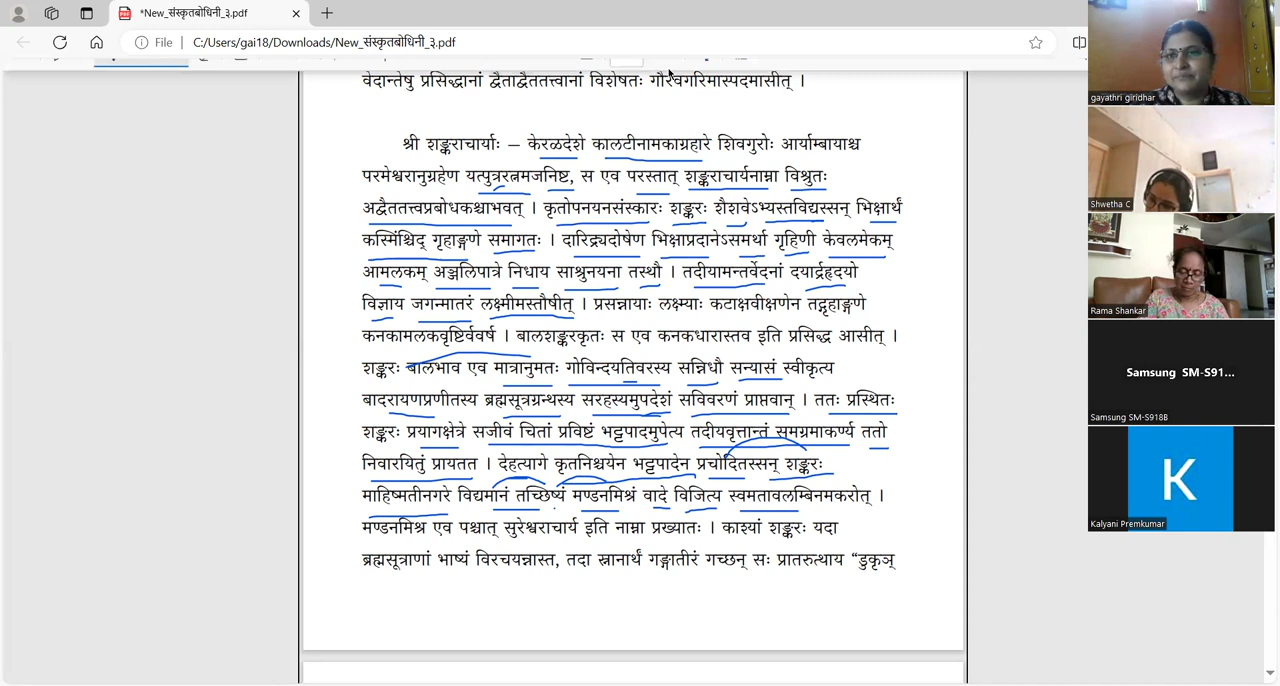 *New_संस्कृतबोधिनी_३.pdf
File
C:/Users/gai18/Downloads/New_संस्कृतबोधिनी_३.pdf
वेदान्तेषु प्रसिद्धानां द्वैताद्वैततत्त्वानां विशेषतः गौरवगरिमास्पदमासीत् ।
श्री शङ्कराचार्याः – केरळदेशे कालटीनामकाग्रहारे शिवगुरोः आर्याम्बायाश्च
परमेश्वरानुग्रहेण यत्पुत्ररत्नमजनिष्ट, स एव परस्तात् शङ्कराचार्यनाम्ना विश्रुतः
अद्वैततत्त्वप्रबोधकश्चाभवत् । कृतोपनयनसंस्कारः शङ्करः शैशवेऽभ्यस्तविद्यस्सन् भिक्षार्थं
कस्मिंश्चिद् गृहाङ्गणे समागतः । दारिद्र्यदोषेण भिक्षाप्रदानेऽसमर्था गृहिणी केवलमेकम्
आमलकम् अञ्जलिपात्रे निधाय साश्रुनयना तस्थौ । तदीयामन्तर्वेदनां दयार्द्रहृदयो
विज्ञाय जगन्मातरं लक्ष्मीमस्तौषीत् । प्रसन्नायाः लक्ष्म्याः कटाक्षवीक्षणेन तद्गृहाङ्गणे
कनकामलकवृष्टिर्ववर्ष । बालशङ्करकृतः स एव कनकधारास्तव इति प्रसिद्ध आसीत् ।
शङ्करः बालभाव एव मात्रानुमतः गोविन्दयतिवरस्य सन्निधौ सन्यासं स्वीकृत्य
बादरायणप्रणीतस्य ब्रह्मसूत्रग्रन्थस्य सरहस्यमुपदेशं सविवरणं प्राप्तवान् । ततः प्रस्थितः
शङ्करः प्रयागक्षेत्रे सजीवं चितां प्रविष्टं भट्टपादमुपेत्य तदीयवृत्तान्तं समग्रमाकर्ण्य ततो
निवारयितुं प्रायतत । देहत्यागे कृतनिश्चयेन भट्टपादेन प्रचोदितस्सन् शङ्करः
माहिष्मतीनगरे विद्यमानं तच्छिष्यं मण्डनमिश्रं वादे विजित्य स्वमतावलम्बिनमकरोत् ।
मण्डनमिश्र एव पश्चात् सुरेश्वराचार्य इति नाम्ना प्रख्यातः । काश्यां शङ्करः यदा
ब्रह्मसूत्राणां भाष्यं विरचयन्नास्त, तदा स्नानार्थं गङ्गातीरं गच्छन् सः प्रातरुत्थाय “डुकृञ्
gayathri giridhar
Shwetha C
Rama Shankar
Samsung SM-S91...
Samsung SM-S918B
K
Kalyani Premkumar